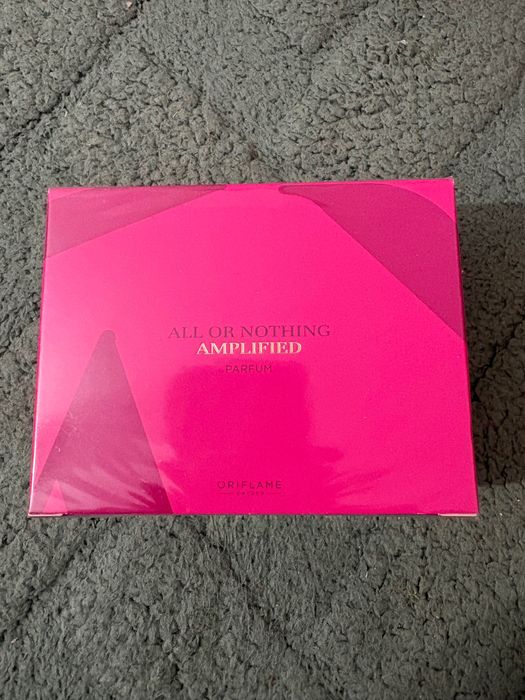 ALL OR NOTHING
AMPLIFIED
PARFUM
ORIFLAME